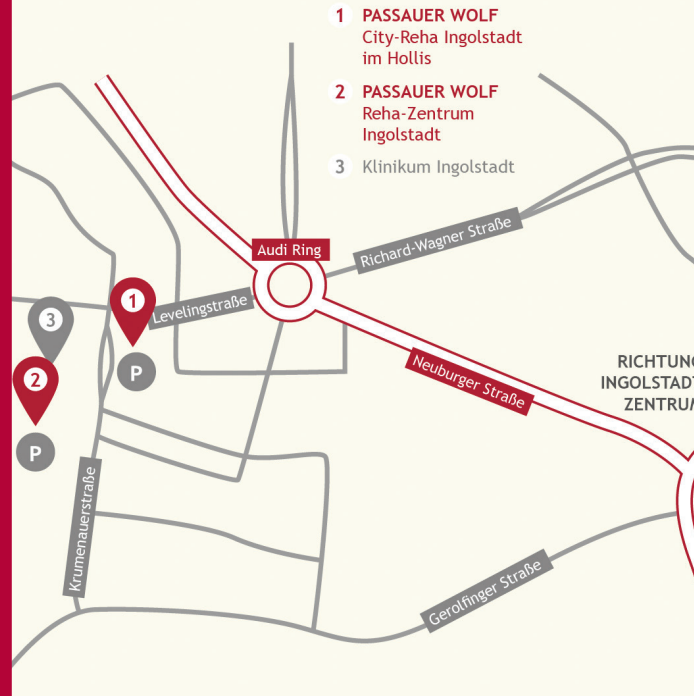 1 PASSAUER WOLF
City-Reha Ingolstadt
im Hollis
2 PASSAUER WOLF
Reha-Zentrum
Ingolstadt
3 Klinikum Ingolstadt
Richard-Wagner Straße
Audi Ring
1
Levelingstraße
3
P
2
Neuburger Straße
RICHTUNG
INGOLSTADT
ZENTRUM
P
Krumenauerstraße
Gerolfinger Straße